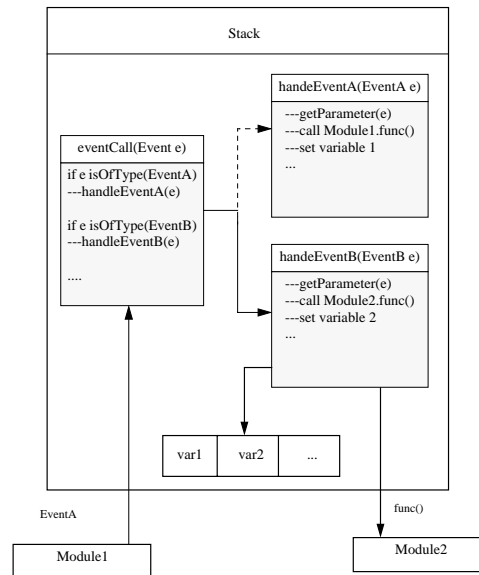 Stack
handeEventA(EventA e)
---getParameter(e)
---call Module1.func()
---set variable 1
...
eventCall(Event e)
if e isOfType(EventA)
---handleEventA(e)
if e isOfType(EventB)
---handleEventB(e)
....
handeEventB(EventB e)
---getParameter(e)
---call Module2.func()
---set variable 2
...
var1
var2
...
EventA
func()
Module1
Module2